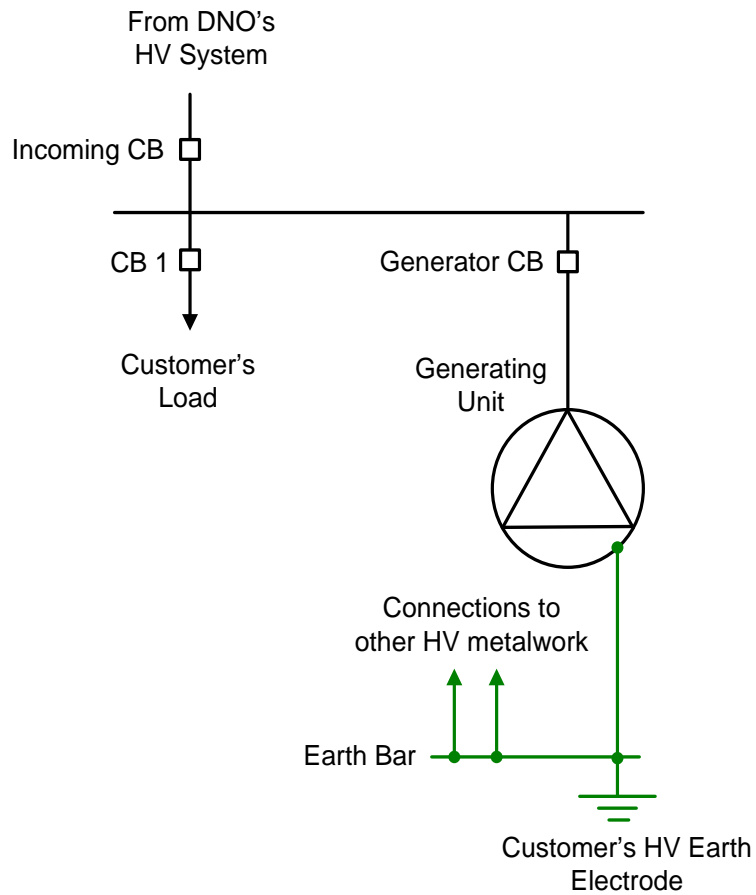 From DNO's
HV System
Incoming CB
CB 1
Generator CB
Customer's
Load
Generating
Unit
Connections to
other HV metalwork
Earth Bar
Customer's HV Earth
Electrode